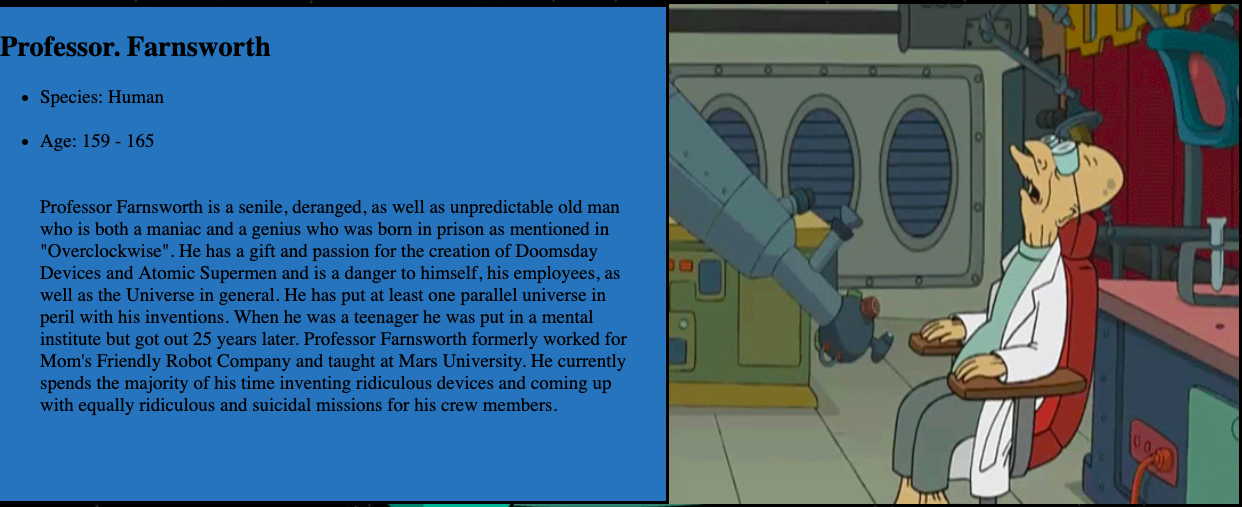 Professor. Farnsworth
Species: Human
Age: 159 - 165
Professor Farnsworth is a senile, deranged, as well as unpredictable old man
who is both a maniac and a genius who was born in prison as mentioned in
"Overclockwise". He has a gift and passion for the creation of Doomsday
Devices and Atomic Supermen and is a danger to himself, his employees, as
well as the Universe in general. He has put at least one parallel universe in
peril with his inventions. When he was a teenager he was put in a mental
institute but got out 25 years later. Professor Farnsworth formerly worked for
Mom's Friendly Robot Company and taught at Mars University. He currently
spends the majority of his time inventing ridiculous devices and coming up
with equally ridiculous and suicidal missions for his crew members.